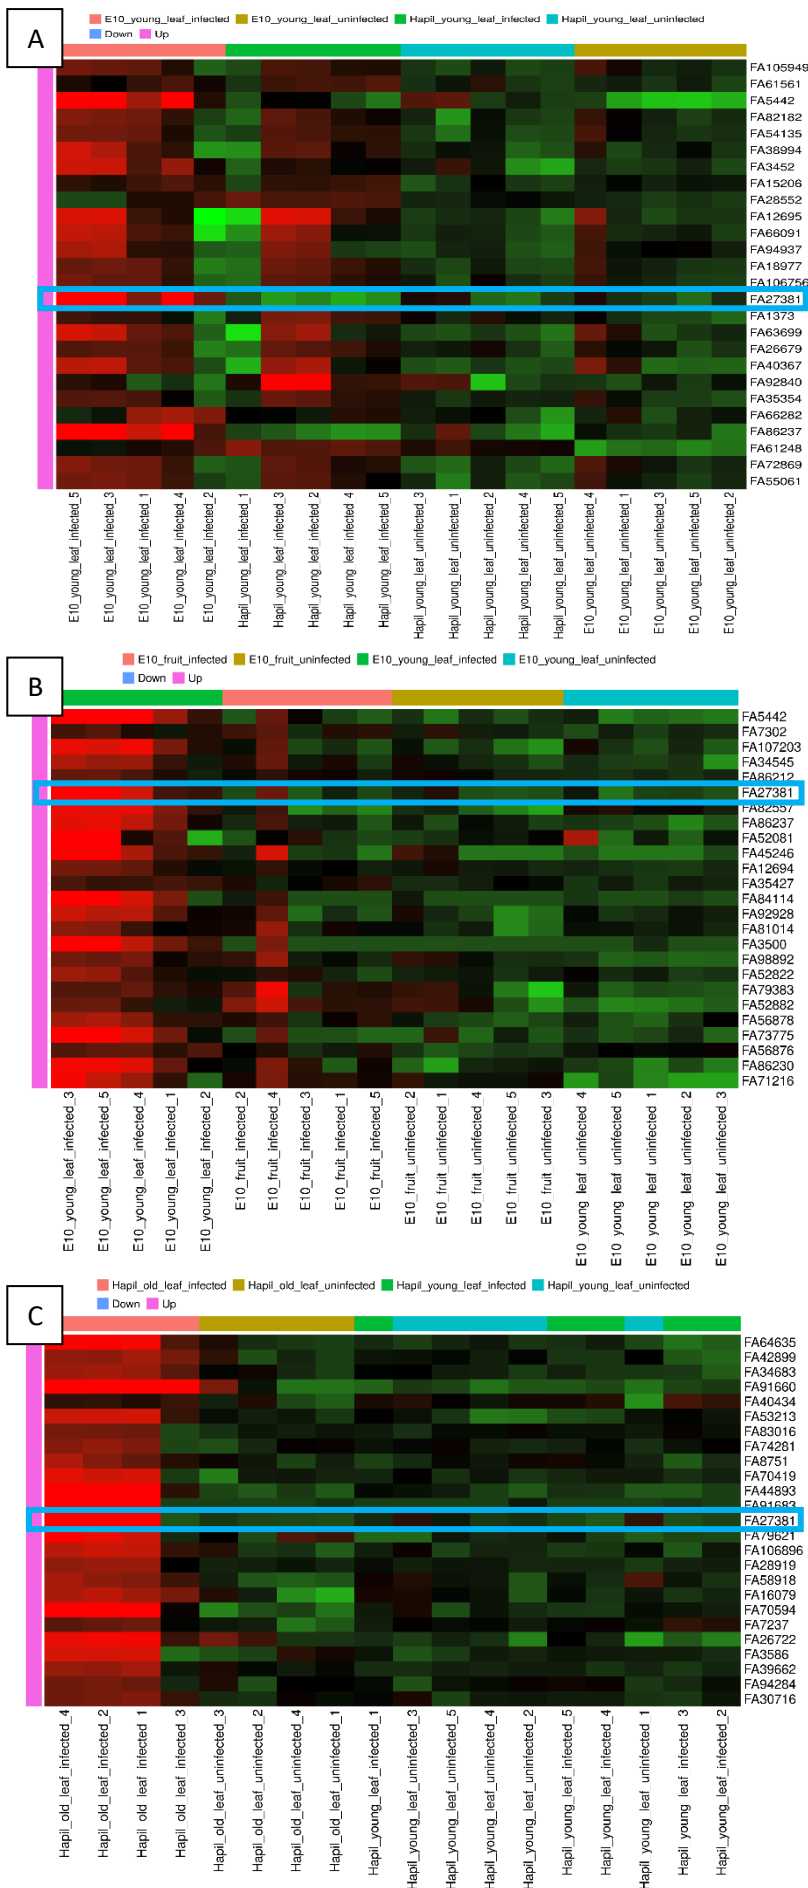 A
E10_young_leaf_infected E10_young_leaf_uninfected Hapil_young_leaf_infected Hapil_young_leaf_uninfected
Down Up
FA105949
FA61561
FA5442
FA82182
FA54135
FA38994
FA3452
FA15206
FA28552
FA12695
FA66091
FA94937
FA18977
FA106756
FA27381
FA1373
FA63699
FA26679
FA40367
FA92840
FA35354
FA66282
FA86237
FA61248
FA72869
FA55061
E10_young_leaf_infected_5
E10_young_leaf_infected_3
E10_young_leaf_infected_1
E10_young_leaf_infected_4
E10_young_leaf_infected_2
Hapil_young_leaf_infected_1
Hapil_young_leaf_infected_3
Hapil_young_leaf_infected_2
Hapil_young_leaf_infected_4
Hapil_young_leaf_infected_5
Hapil_young_leaf_uninfected_3
Hapil_young_leaf_uninfected_1
Hapil_young_leaf_uninfected_2
Hapil_young_leaf_uninfected_4
Hapil_young_leaf_uninfected_5
E10_young_leaf_uninfected_4
E10_young_leaf_uninfected_1
E10_young_leaf_uninfected_3
E10_young_leaf_uninfected_5
E10_young_leaf_uninfected_2
B
E10_fruit_infected E10_fruit_uninfected E10_young_leaf_infected E10_young_leaf_uninfected
Down Up
FA5442
FA7302
FA107203
FA34545
FA86212
FA27381
FA82557
FA86237
FA52081
FA45246
FA12694
FA35427
FA84114
FA92928
FA81014
FA3500
FA98892
FA52822
FA79383
FA52882
FA56878
FA73775
FA56876
FA86230
FA71216
E10_young_leaf_infected_3
E10_young_leaf_infected_5
E10_young_leaf_infected_4
E10_young_leaf_infected_1
E10_young_leaf_infected_2
E10_fruit_infected_2
E10_fruit_infected_4
E10_fruit_infected_3
E10_fruit_infected_1
E10_fruit_infected_5
E10_fruit_uninfected_2
E10_fruit_uninfected_1
E10_fruit_uninfected_4
E10_fruit_uninfected_5
E10_fruit_uninfected_3
E10_young_leaf_uninfected_4
E10_young_leaf_uninfected_5
E10_young_leaf_uninfected_1
E10_young_leaf_uninfected_2
E10_young_leaf_uninfected_3
C
Hapil_old_leaf_infected Hapil_old_leaf_uninfected Hapil_young_leaf_infected Hapil_young_leaf_uninfected
Down Up
FA64635
FA42899
FA34683
FA91660
FA40434
FA53213
FA83016
FA74281
FA8751
FA70419
FA44893
FA91683
FA27381
FA79621
FA106896
FA28919
FA58918
FA16079
FA70594
FA7237
FA26722
FA3586
FA39662
FA94284
FA30716
Hapil_old_leaf_infected_4
Hapil_old_leaf_infected_2
Hapil_old_leaf_infected_1
Hapil_old_leaf_infected_3
Hapil_old_leaf_uninfected_3
Hapil_old_leaf_uninfected_2
Hapil_old_leaf_uninfected_4
Hapil_old_leaf_uninfected_1
Hapil_young_leaf_infected_1
Hapil_young_leaf_uninfected_3
Hapil_young_leaf_uninfected_5
Hapil_young_leaf_uninfected_4
Hapil_young_leaf_uninfected_2
Hapil_young_leaf_infected_5
Hapil_young_leaf_infected_4
Hapil_young_leaf_uninfected_1
Hapil_young_leaf_infected_3
Hapil_young_leaf_infected_2